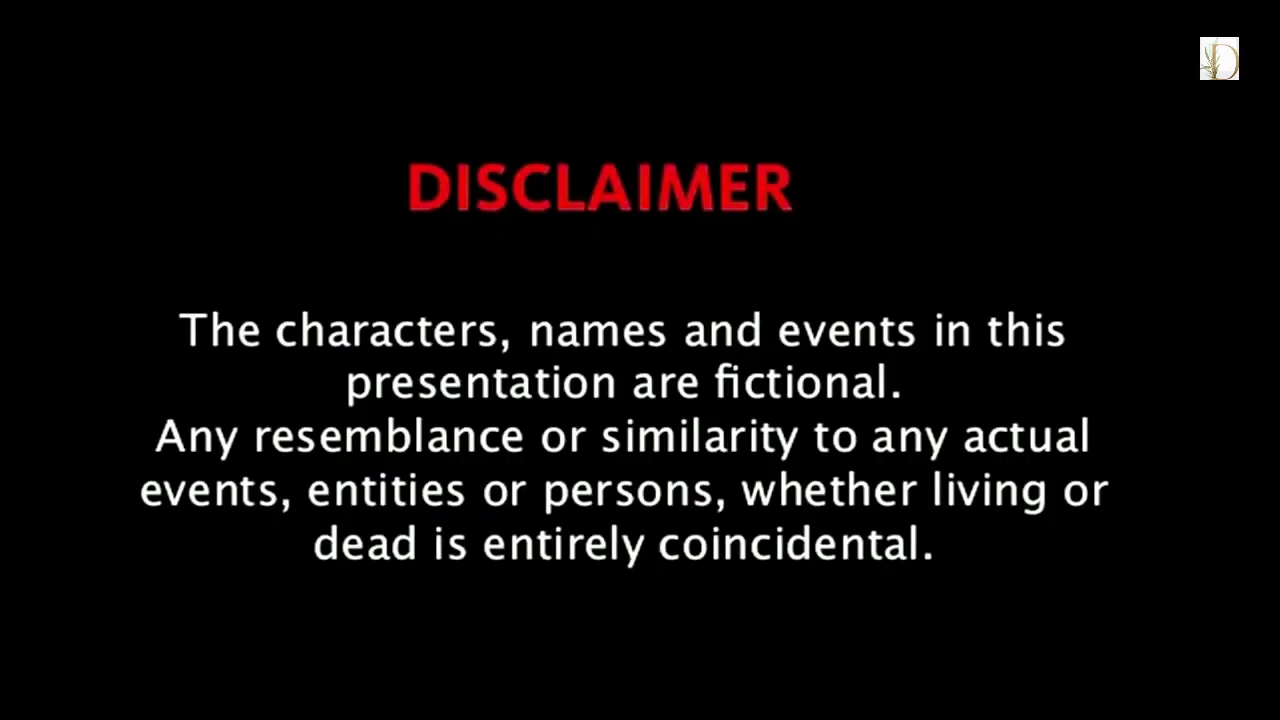 D
DISCLAIMER
The characters, names and events in this
presentation are fictional.
Any resemblance or similarity to any actual
events, entities or persons, whether living or
dead is entirely coincidental.